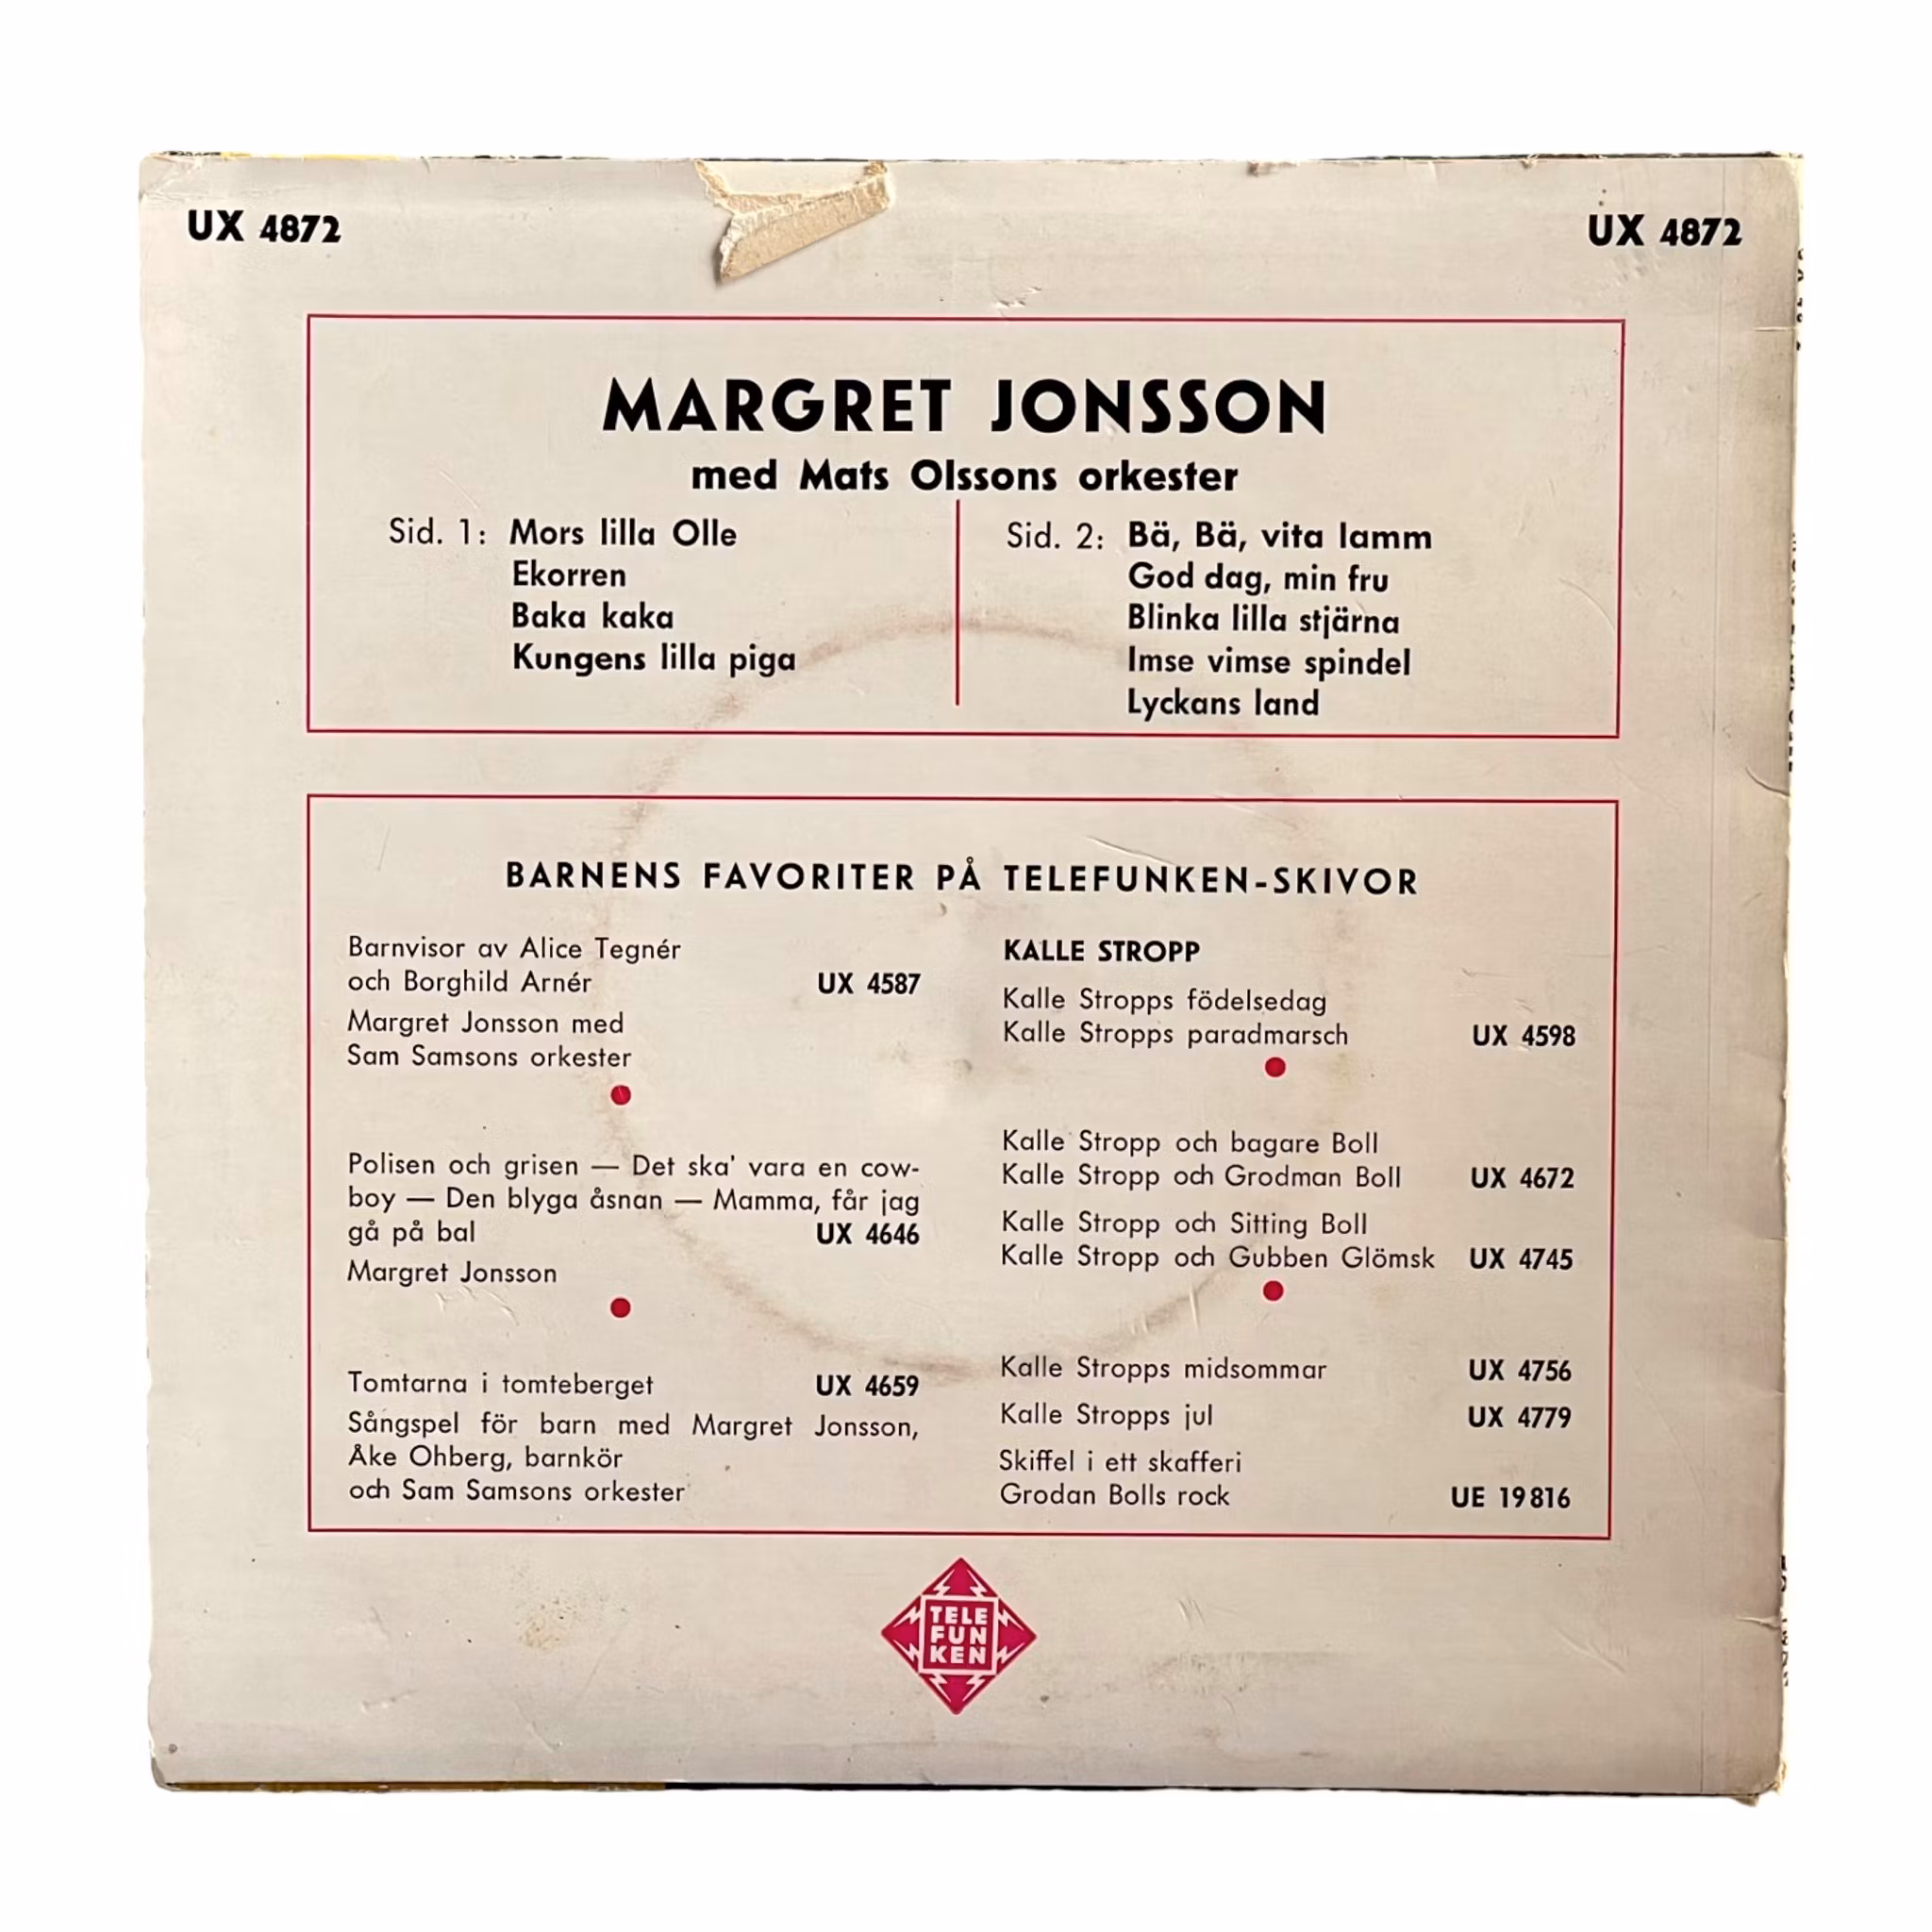 UX 4872
UX 4872
MARGRET JONSSON
med Mats Olssons orkester
Sid. 1: Mors lilla Olle
Ekorren
Baka kaka
Kungens lilla piga
Sid. 2: Bä, Bä, vita lamm
God dag, min fru
Blinka lilla stjärna
Imse vimse spindel
Lyckans land
BARNENS FAVORITER PÅ TELEFUNKEN-SKIVOR
Barnvisor av Alice Tegnér
och Borghild Arnér UX 4587
Margret Jonsson med
Sam Samsons orkester
Polisen och grisen — Det ska' vara en cow-
boy — Den blyga åsnan — Mamma, får jag
gå på bal UX 4646
Margret Jonsson
Tomtarna i tomteberget UX 4659
Sångspel för barn med Margret Jonsson,
Åke Ohberg, barnkör
och Sam Samsons orkester
KALLE STROPP
Kalle Stropps födelsedag
Kalle Stropps paradmarsch UX 4598
Kalle Stropp och bagare Boll
Kalle Stropp och Grodman Boll UX 4672
Kalle Stropp och Sitting Boll
Kalle Stropp och Gubben Glömsk UX 4745
Kalle Stropps midsommar UX 4756
Kalle Stropps jul UX 4779
Skiffel i ett skafferi
Grodan Bolls rock UE 19816
TELE
FUN
KEN